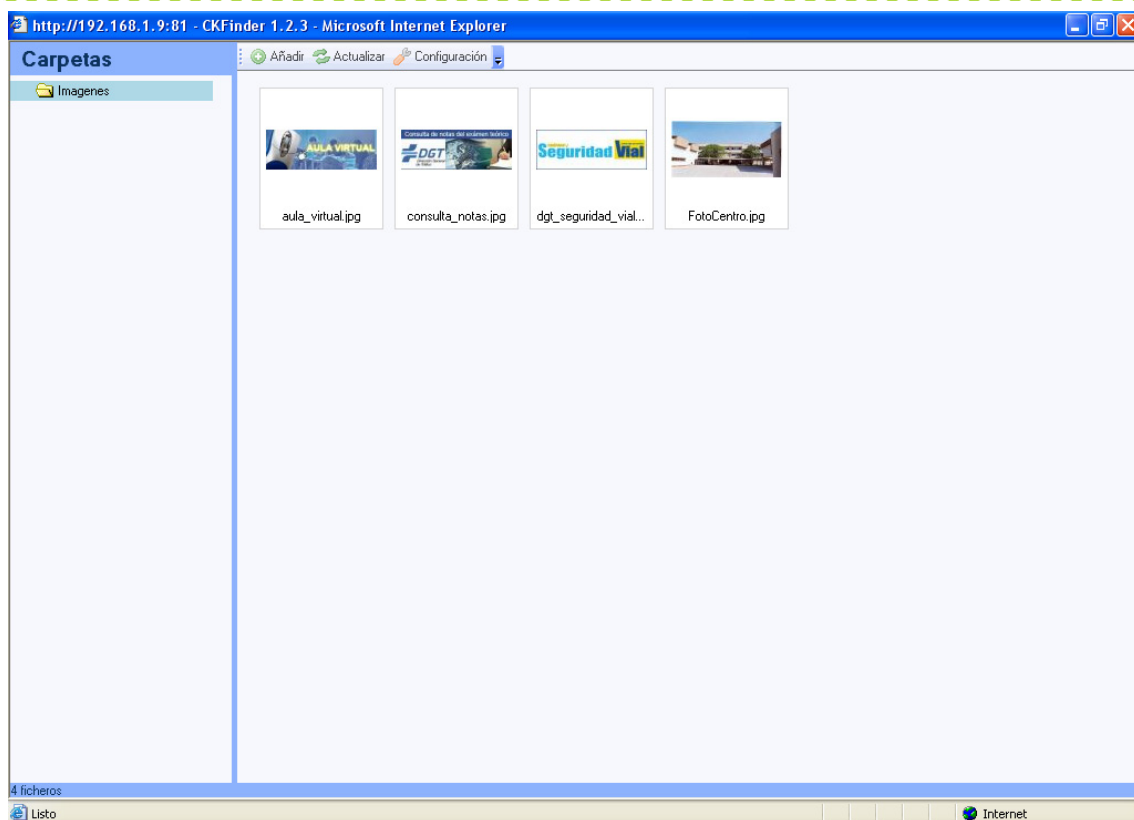 http://192.168.1.9:81 - CKFinder 1.2.3 - Microsoft Internet Explorer
Carpetas
Añadir Actualizar Configuración
Imagenes
AULA VIRTUAL
Consulta de notas del exámen teórico
DGT
Seguridad Vial
aula_virtual.jpg
consulta_notas.jpg
dgt_seguridad_vial...
FotoCentro.jpg
4 ficheros
Listo
Internet